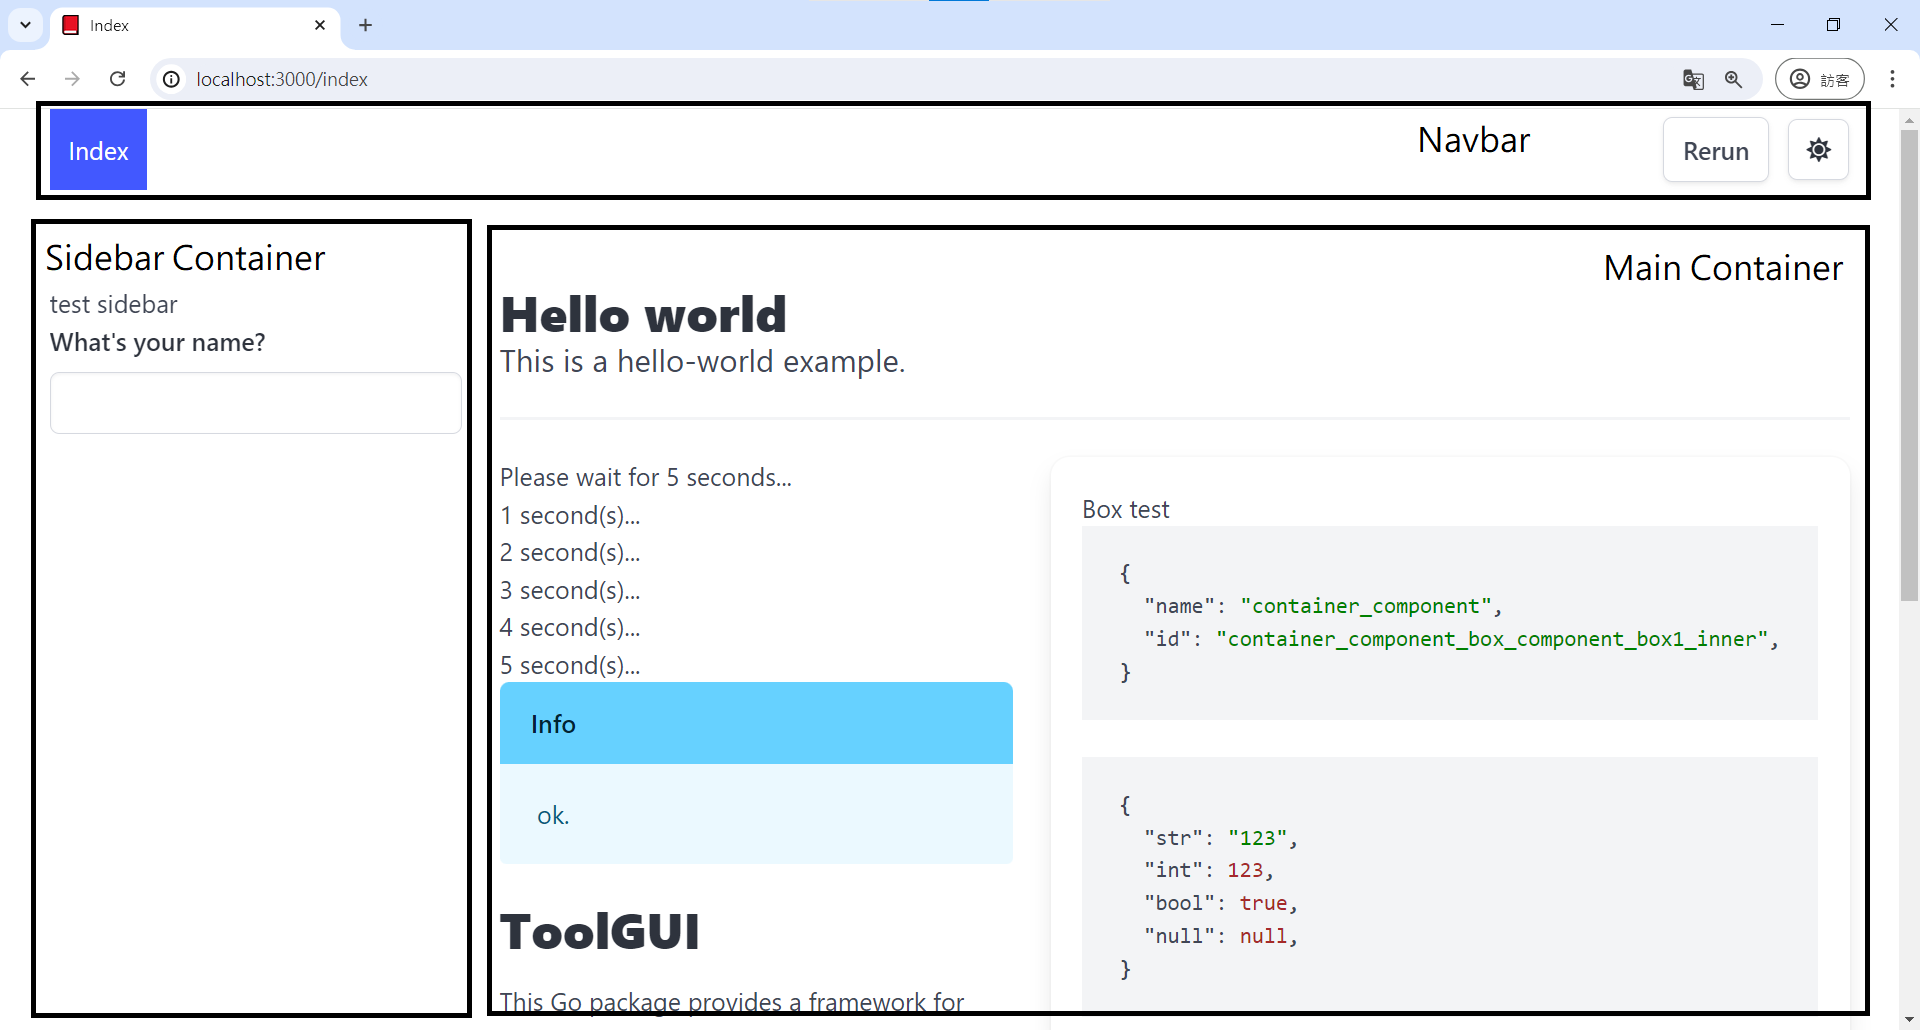 Index
localhost:3000/index
訪客
Index
Navbar
Rerun
Sidebar Container
test sidebar
What's your name?
Main Container
Hello world
This is a hello-world example.
Please wait for 5 seconds...
1 second(s)...
2 second(s)...
3 second(s)...
4 second(s)...
5 second(s)...
Info
ok.
ToolGUI
This Go package provides a framework for
Box test
{
"name": "container_component",
"id": "container_component_box_component_box1_inner",
}
{
"str": "123",
"int": 123,
"bool": true,
"null": null,
}